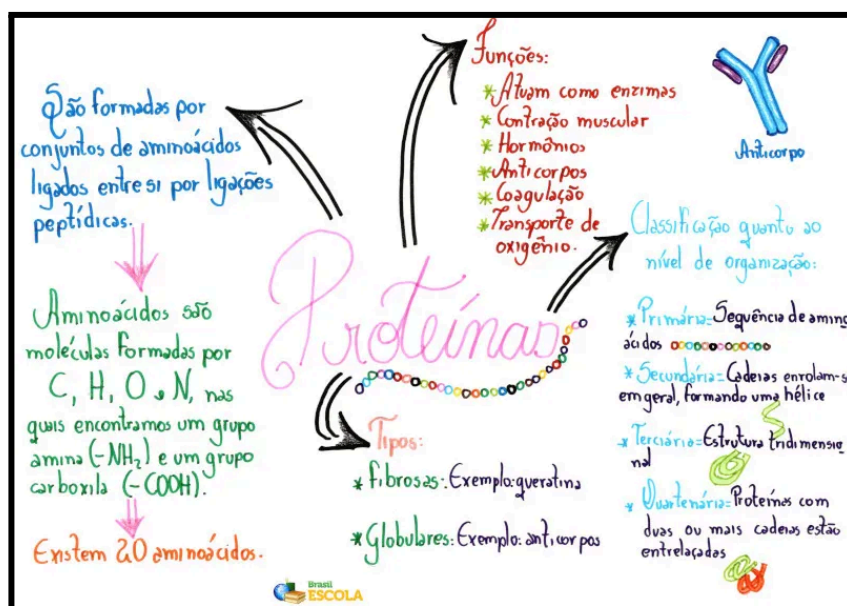 Proteínas
São formadas por
conjuntos de aminoácidos
ligados entre si por ligações
peptídicas.
Aminoácidos são
moléculas formadas por
C, H, O e N, nas
quais encontramos um grupo
amina (-NH₂) e um grupo
carboxila (-COOH).
Existem 20 aminoácidos.
Funções:
* Atuam como enzimas
* Contração muscular
* Hormônios
* Anticorpos
* Coagulação
* Transporte de
oxigênio.
Anticorpo
Classificação quanto ao
nível de organização:
* Primária= Sequência de amino
ácidos
* Secundária= Cadeias enrolam-s
em geral, formando uma hélice
* Terciária= Estrutura tridimensio
nal
* Quartenária= Proteínas com
duas ou mais cadeias estão
entrelaçadas
Tipos:
* Fibrosas: Exemplo: queratina
* Globulares: Exemplo: anticorpos
Brasil
ESCOLA